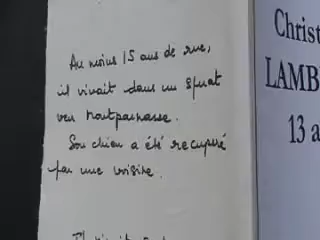 Au moins 15 ans de rue,
il vivait dans un squat
vers Montparnasse.
Son chien a été recupéré
par une voisine.
Christ
LAMB
13 a